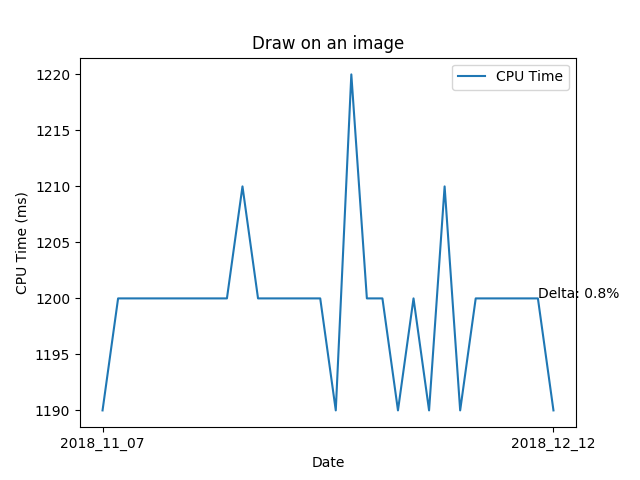 Draw on an image
CPU Time
1220
1215
1210
1205
1200
1195
1190
CPU Time (ms)
Delta: 0.8%
2018_11_07
2018_12_12
Date